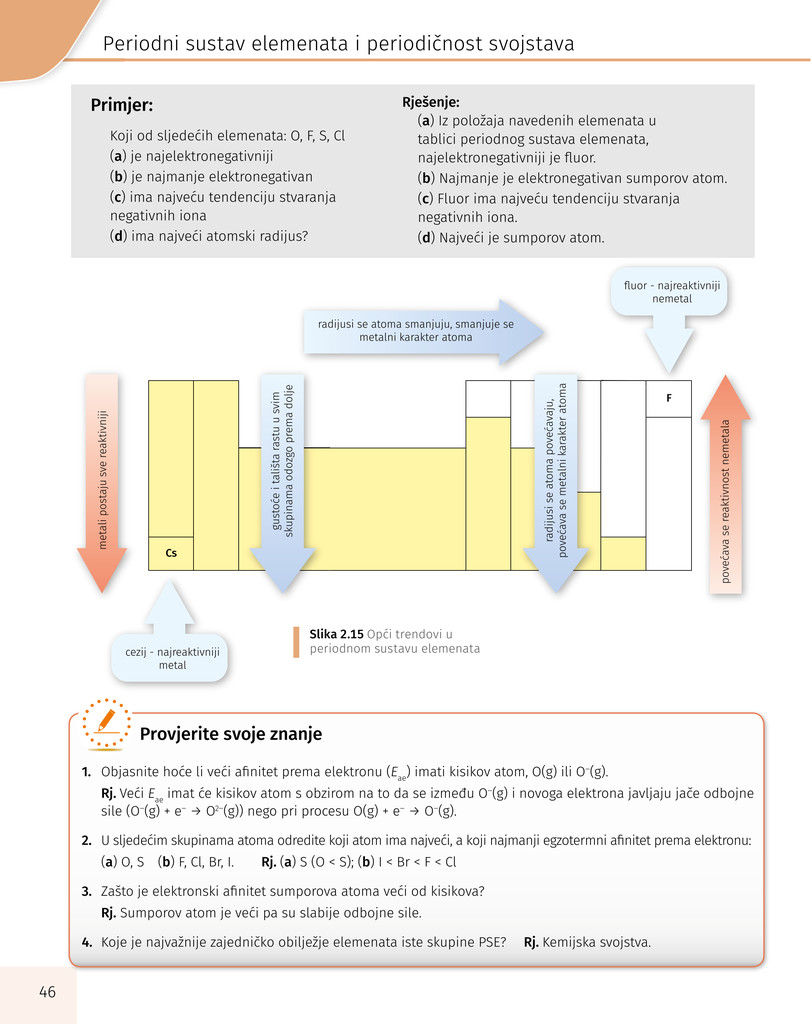 Periodni sustav elemenata i periodičnost svojstava
Primjer:
Koji od sljedećih elemenata: O, F, S, Cl
(a) je najelektronegativniji
(b) je najmanje elektronegativan
(c) ima najveću tendenciju stvaranja
negativnih iona
(d) ima najveći atomski radijus?
Rješenje:
(a) Iz položaja navedenih elemenata u
tablici periodnog sustava elemenata,
najelektronegativniji je fluor.
(b) Najmanje je elektronegativan sumporov atom.
(c) Fluor ima najveću tendenciju stvaranja
negativnih iona.
(d) Najveći je sumporov atom.
fluor - najreaktivniji
nemetal
radijusi se atoma smanjuju, smanjuje se
metalni karakter atoma
metali postaju sve reaktivniji
gustoće i tališta rastu u svim
skupinama odozgo prema dolje
radijusi se atoma povećavaju,
povećava se metalni karakter atoma
F
povećava se reaktivnost nemetala
Cs
cezij - najreaktivniji
metal
Slika 2.15 Opći trendovi u
periodnom sustavu elemenata
Provjerite svoje znanje
1. Objasnite hoće li veći afinitet prema elektronu (Eae) imati kisikov atom, O(g) ili O⁻(g).
Rj. Veći Eae imat će kisikov atom s obzirom na to da se između O⁻(g) i novoga elektrona javljaju jače odbojne
sile (O⁻(g) + e⁻ → O²⁻(g)) nego pri procesu O(g) + e⁻ → O⁻(g).
2. U sljedećim skupinama atoma odredite koji atom ima najveći, a koji najmanji egzotermni afinitet prema elektronu:
(a) O, S (b) F, Cl, Br, I. Rj. (a) S (O < S); (b) I < Br < F < Cl
3. Zašto je elektronski afinitet sumporova atoma veći od kisikova?
Rj. Sumporov atom je veći pa su slabije odbojne sile.
4. Koje je najvažnije zajedničko obilježje elemenata iste skupine PSE? Rj. Kemijska svojstva.
46